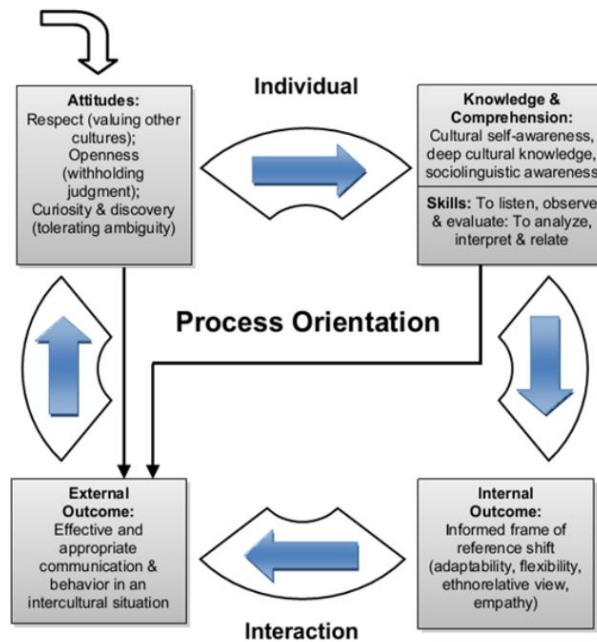 Individual
Attitudes:
Respect (valuing other
cultures);
Openness
(withholding
judgment);
Curiosity & discovery
(tolerating ambiguity)
Knowledge &
Comprehension:
Cultural self-awareness,
deep cultural knowledge,
sociolinguistic awareness
Skills: To listen, observe
& evaluate: To analyze,
interpret & relate
Process Orientation
External
Outcome:
Effective and
appropriate
communication &
behavior in an
intercultural situation
Internal
Outcome:
Informed frame of
reference shift
(adaptability, flexibility,
ethnorelative view,
empathy)
Interaction